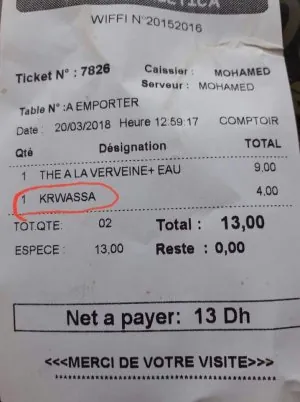 WIFFI N°20152016
Ticket N° : 7826 Caissier : MOHAMED
Serveur : MOHAMED
Table N° :A EMPORTER
Date : 20/03/2018 Heure 12:59:17 COMPTOIR
Qté Désignation TOTAL
1 THE A LA VERVEINE+ EAU 9,00
1 KRWASSA 4,00
TOT.QTE: 02 Total : 13,00
ESPECE : 13,00 Reste : 0,00
Net a payer: 13 Dh
<<<MERCI DE VOTRE VISITE>>>